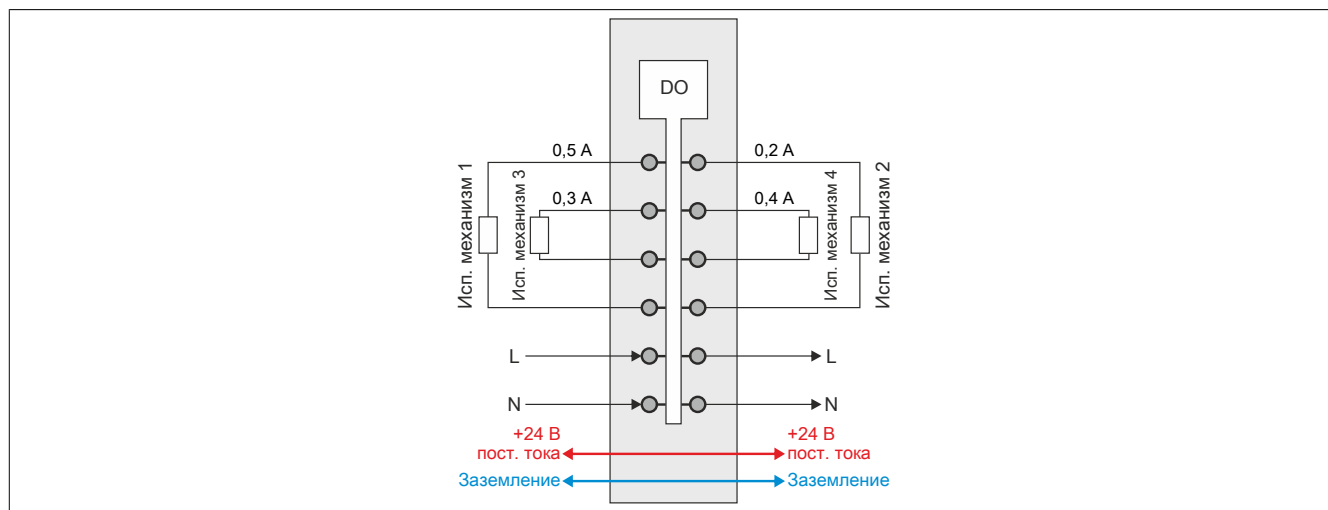 DO
0,5 A
0,2 A
Исп. механизм 1
Исп. механизм 3
0,3 A
0,4 A
Исп. механизм 4
Исп. механизм 2
L
L
N
N
+24 В
пост. тока
+24 В
пост. тока
Заземление
Заземление